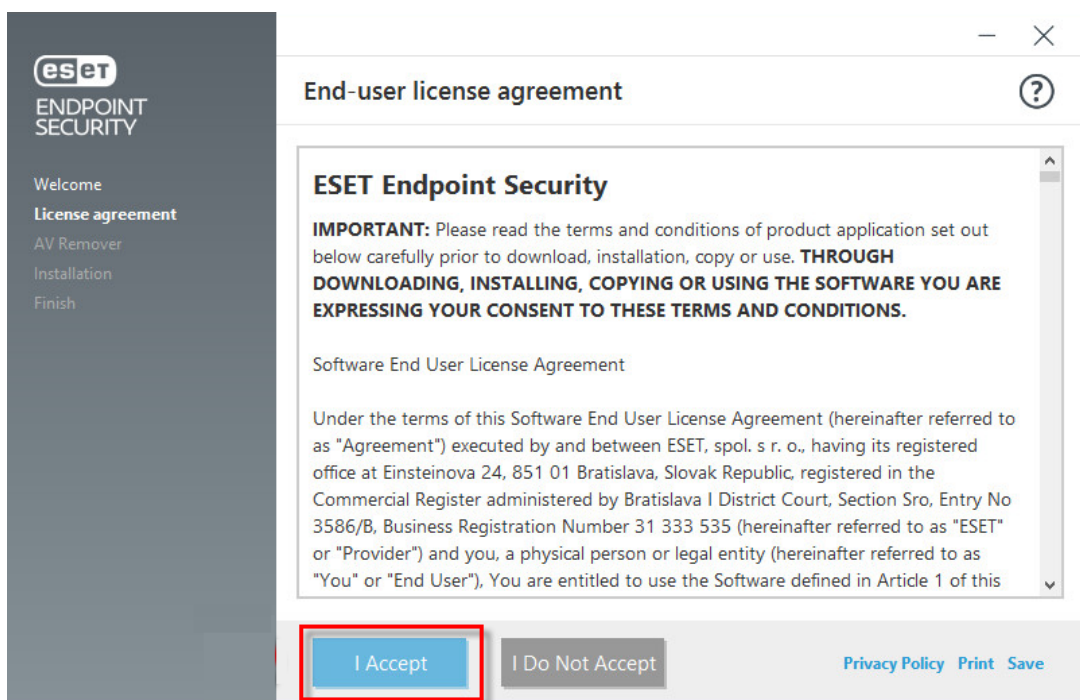 eset
ENDPOINT
SECURITY
Welcome
License agreement
AV Remover
Installation
Finish
End-user license agreement
?
ESET Endpoint Security
IMPORTANT: Please read the terms and conditions of product application set out
below carefully prior to download, installation, copy or use. THROUGH
DOWNLOADING, INSTALLING, COPYING OR USING THE SOFTWARE YOU ARE
EXPRESSING YOUR CONSENT TO THESE TERMS AND CONDITIONS.
Software End User License Agreement
Under the terms of this Software End User License Agreement (hereinafter referred to
as "Agreement") executed by and between ESET, spol. s r. o., having its registered
office at Einsteinova 24, 851 01 Bratislava, Slovak Republic, registered in the
Commercial Register administered by Bratislava I District Court, Section Sro, Entry No
3586/B, Business Registration Number 31 333 535 (hereinafter referred to as "ESET"
or "Provider") and you, a physical person or legal entity (hereinafter referred to as
"You" or "End User"), You are entitled to use the Software defined in Article 1 of this
I Accept
I Do Not Accept
Privacy Policy Print Save